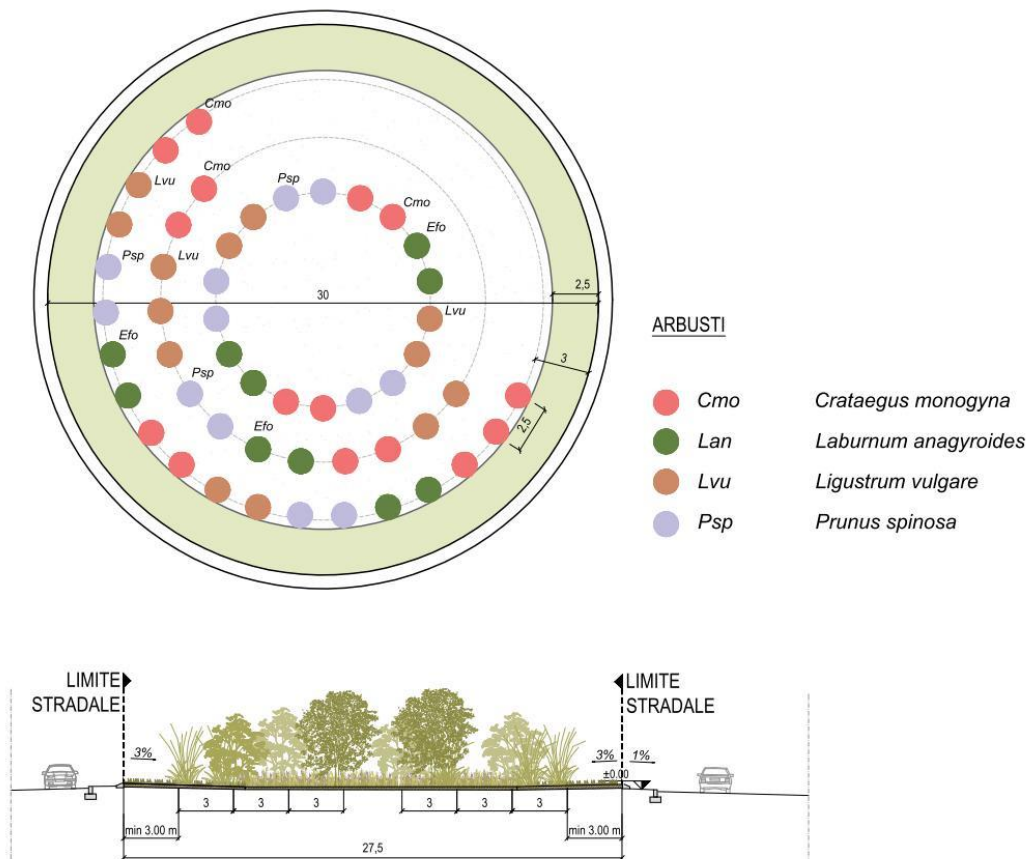 Cmo
Cmo
Lvu
Psp
Cmo
Efo
Psp
Lvu
2,5
30
Lvu
Efo
3
Psp
2,5
Efo
ARBUSTI
Cmo Crataegus monogyna
Lan Laburnum anagyroides
Lvu Ligustrum vulgare
Psp Prunus spinosa
LIMITE
STRADALE
LIMITE
STRADALE
3%
3%
1%
±0.00
3
3
3
3
3
3
min 3.00 m
min 3.00 m
27,5